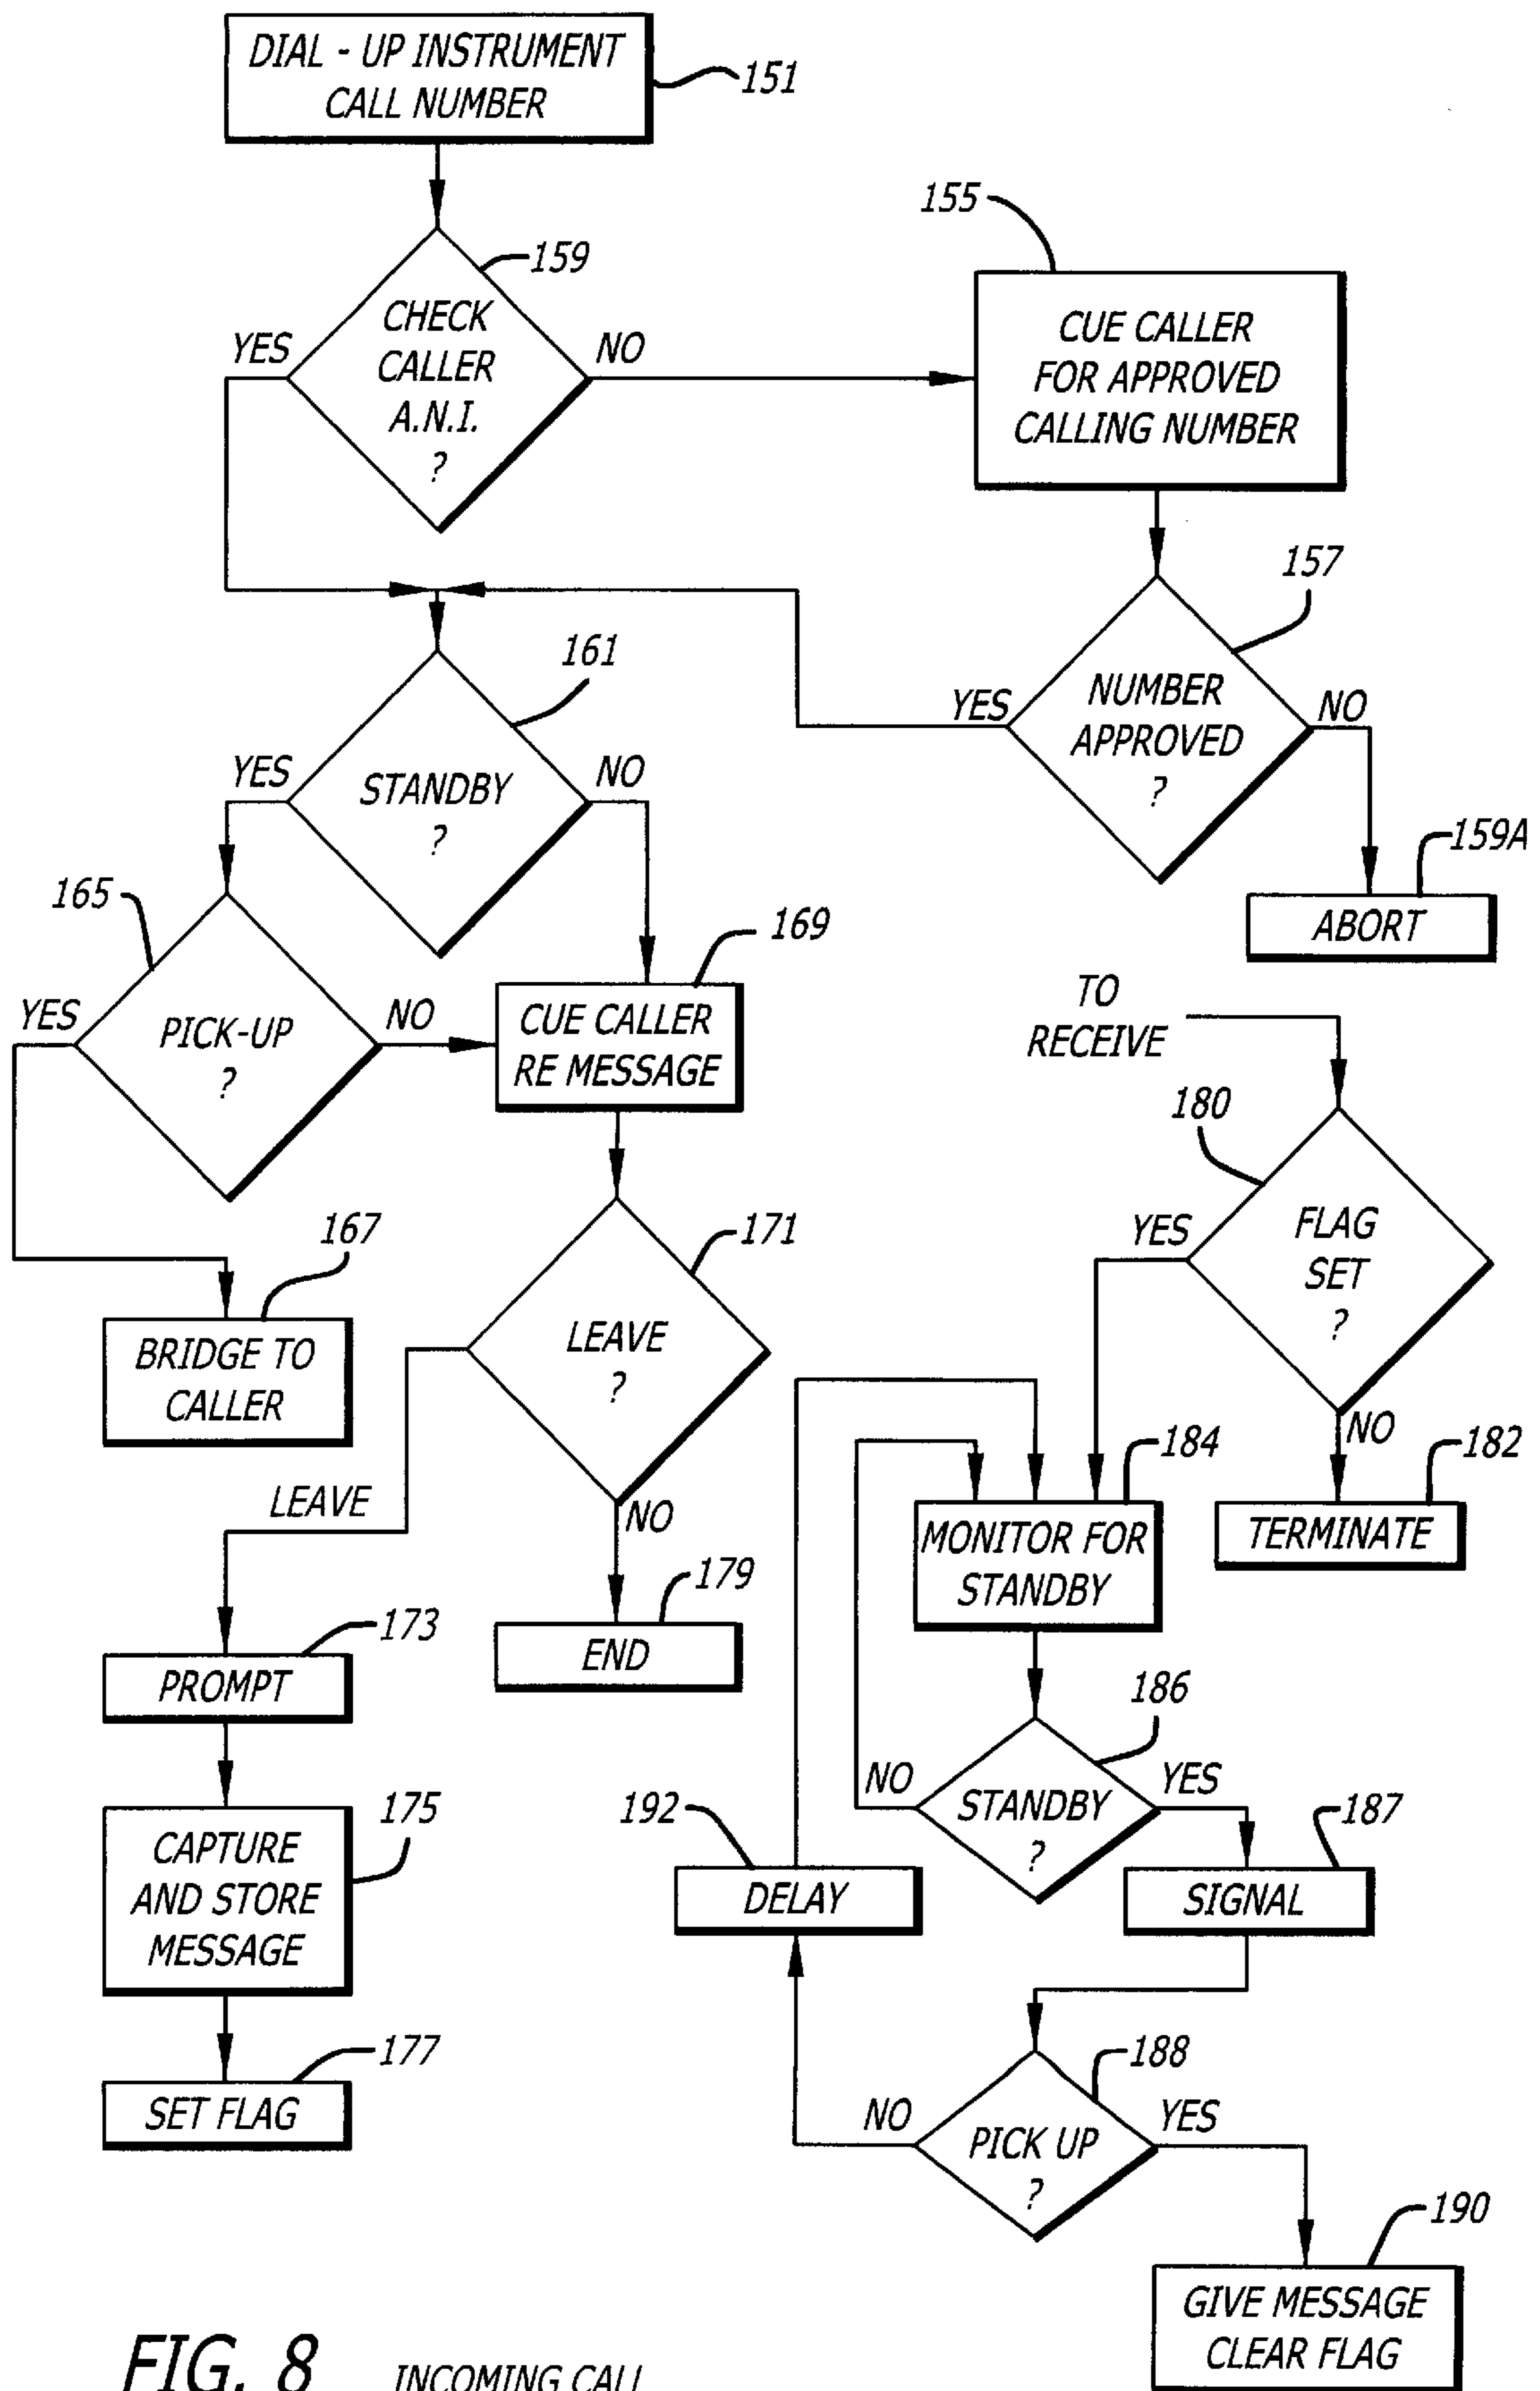 DIAL - UP INSTRUMENT
CALL NUMBER
151
155
159
CHECK
CALLER
A.N.I.
?
YES
NO
CUE CALLER
FOR APPROVED
CALLING NUMBER
157
161
NUMBER
APPROVED
?
YES
NO
STANDBY
?
YES
NO
159A
ABORT
165
169
PICK-UP
?
YES
NO
CUE CALLER
RE MESSAGE
TO
RECEIVE
180
167
171
FLAG
SET
?
YES
NO
BRIDGE TO
CALLER
LEAVE
?
LEAVE
NO
184
182
MONITOR FOR
STANDBY
TERMINATE
179
END
173
PROMPT
186
STANDBY
?
NO
YES
192
187
175
DELAY
SIGNAL
CAPTURE
AND STORE
MESSAGE
177
SET FLAG
188
PICK UP
?
NO
YES
190
GIVE MESSAGE
CLEAR FLAG
FIG. 8
INCOMING CALL